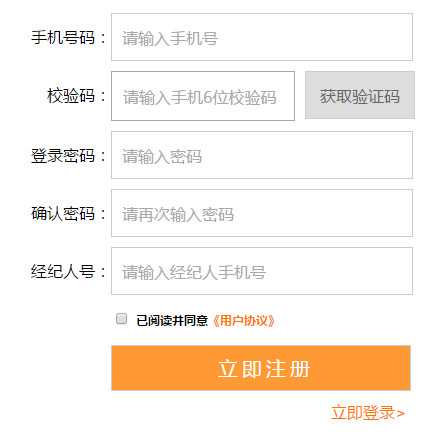 手机号码： 请输入手机号
校验码： 请输入手机6位校验码 获取验证码
登录密码： 请输入密码
确认密码： 请再次输入密码
经纪人号： 请输入经纪人手机号
已阅读并同意《用户协议》
立即注册
立即登录>